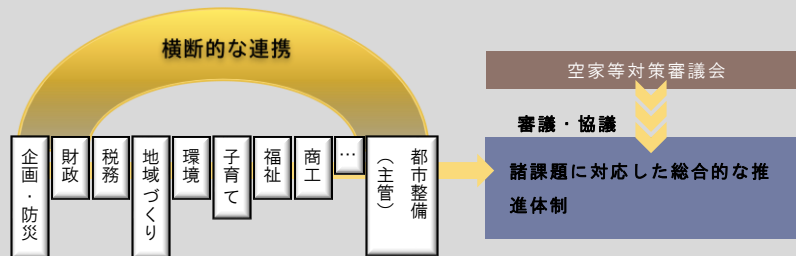 横断的な連携
企画・防災
財政
税務
地域づくり
環境
子育て
福祉
商工
…
都市整備
（主管）
空家等対策審議会
審議・協議
諸課題に対応した総合的な推
進体制